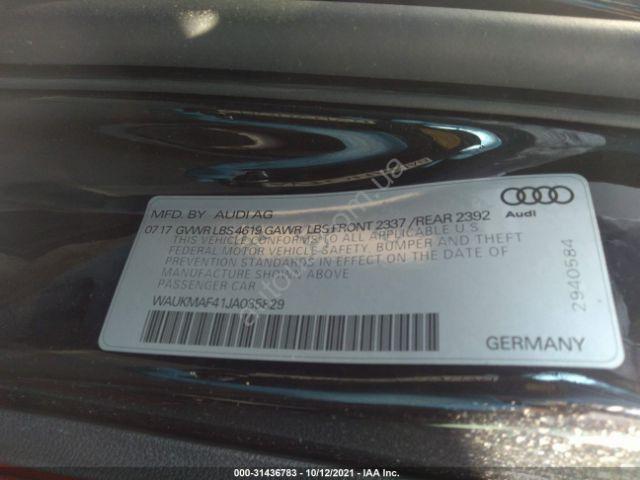 MFD. BY AUDI AG
0717 GVWR LBS 4619 GAWR LBS FRONT 2337 / REAR 2392
THIS VEHICLE CONFORMS TO ALL APPLICABLE U.S.
FEDERAL MOTOR VEHICLE SAFETY, BUMPER AND THEFT
PREVENTION STANDARDS IN EFFECT ON THE DATE OF
MANUFACTURE SHOWN ABOVE
PASSENGER CAR
Audi
2940584
GERMANY
000-31436783 - 10/12/2021 - IAA Inc.